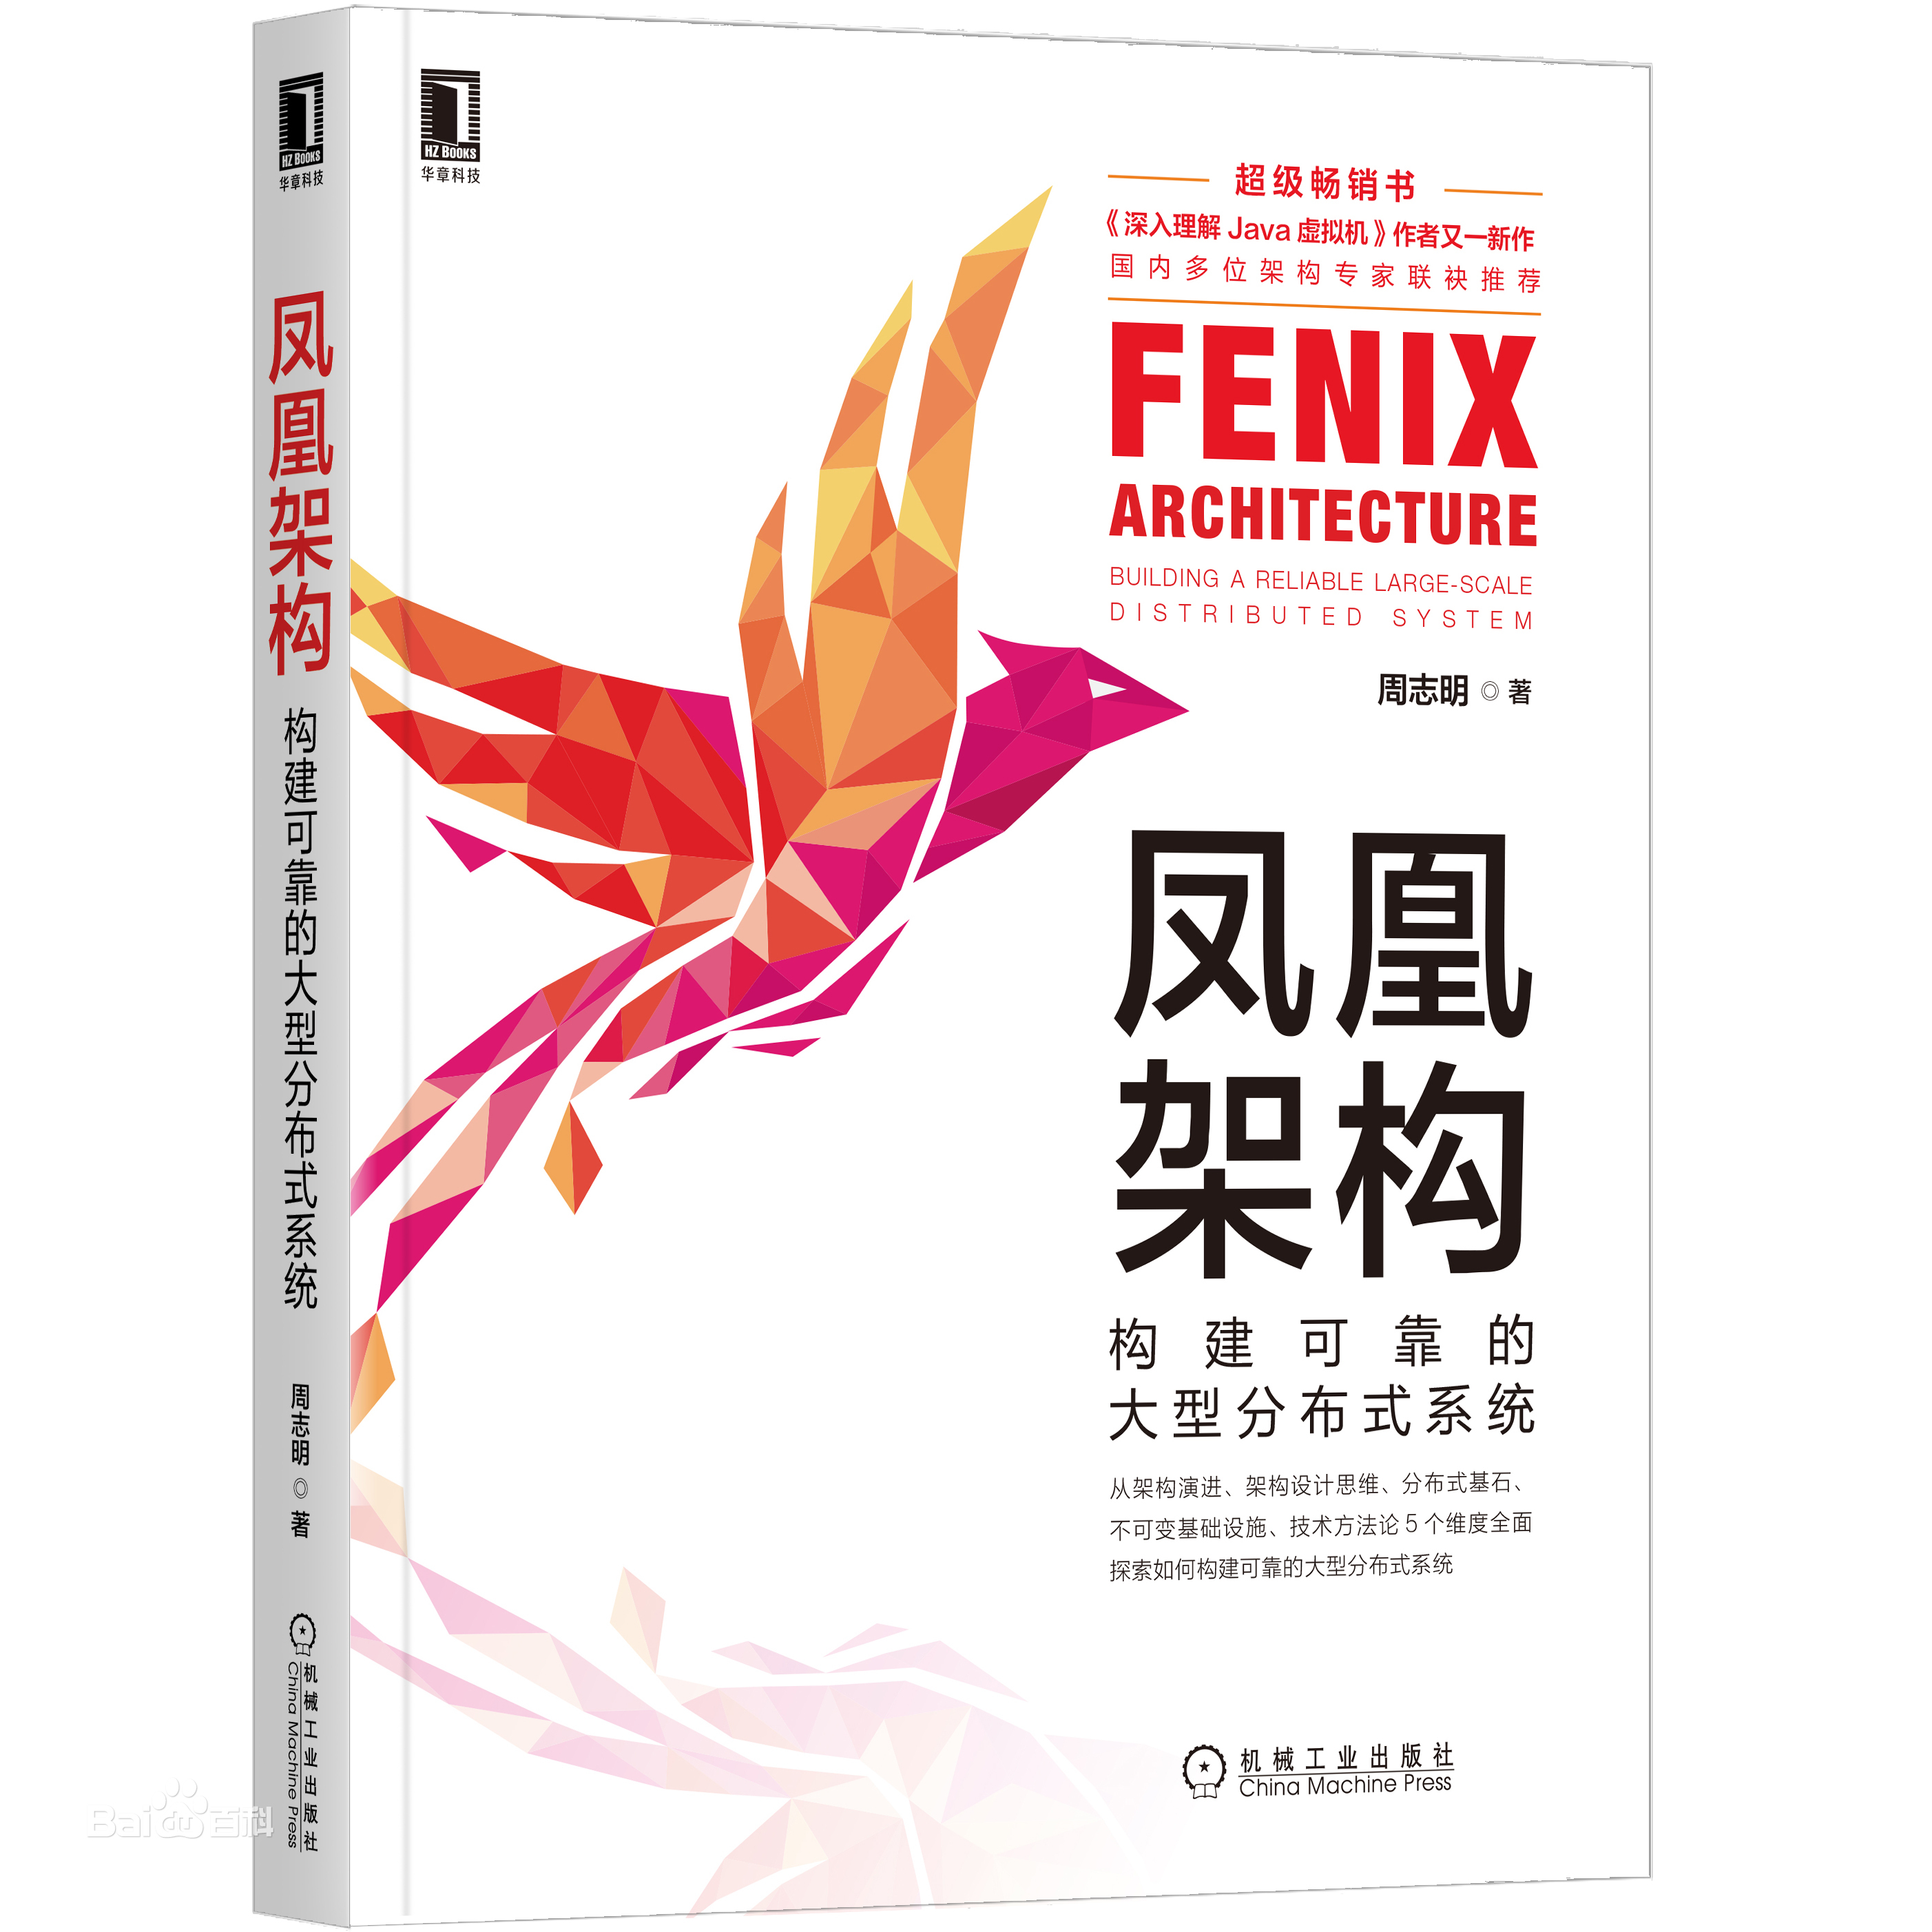 HZ BOOKS
华章科技
凤凰架构
构建可靠的大型分布式系统
周志明◎著
机械工业出版社
China Machine Press
HZ BOOKS
华章科技
超级畅销书
《深入理解 Java 虚拟机》作者又一新作
国内多位架构专家联袂推荐
FENIX
ARCHITECTURE
BUILDING A RELIABLE LARGE-SCALE
DISTRIBUTED SYSTEM
周志明◎著
凤凰
架构
构建可靠的
大型分布式系统
从架构演进、架构设计思维、分布式基石、
不可变基础设施、技术方法论 5 个维度全面
探索如何构建可靠的大型分布式系统
机械工业出版社
China Machine Press
Bai百科